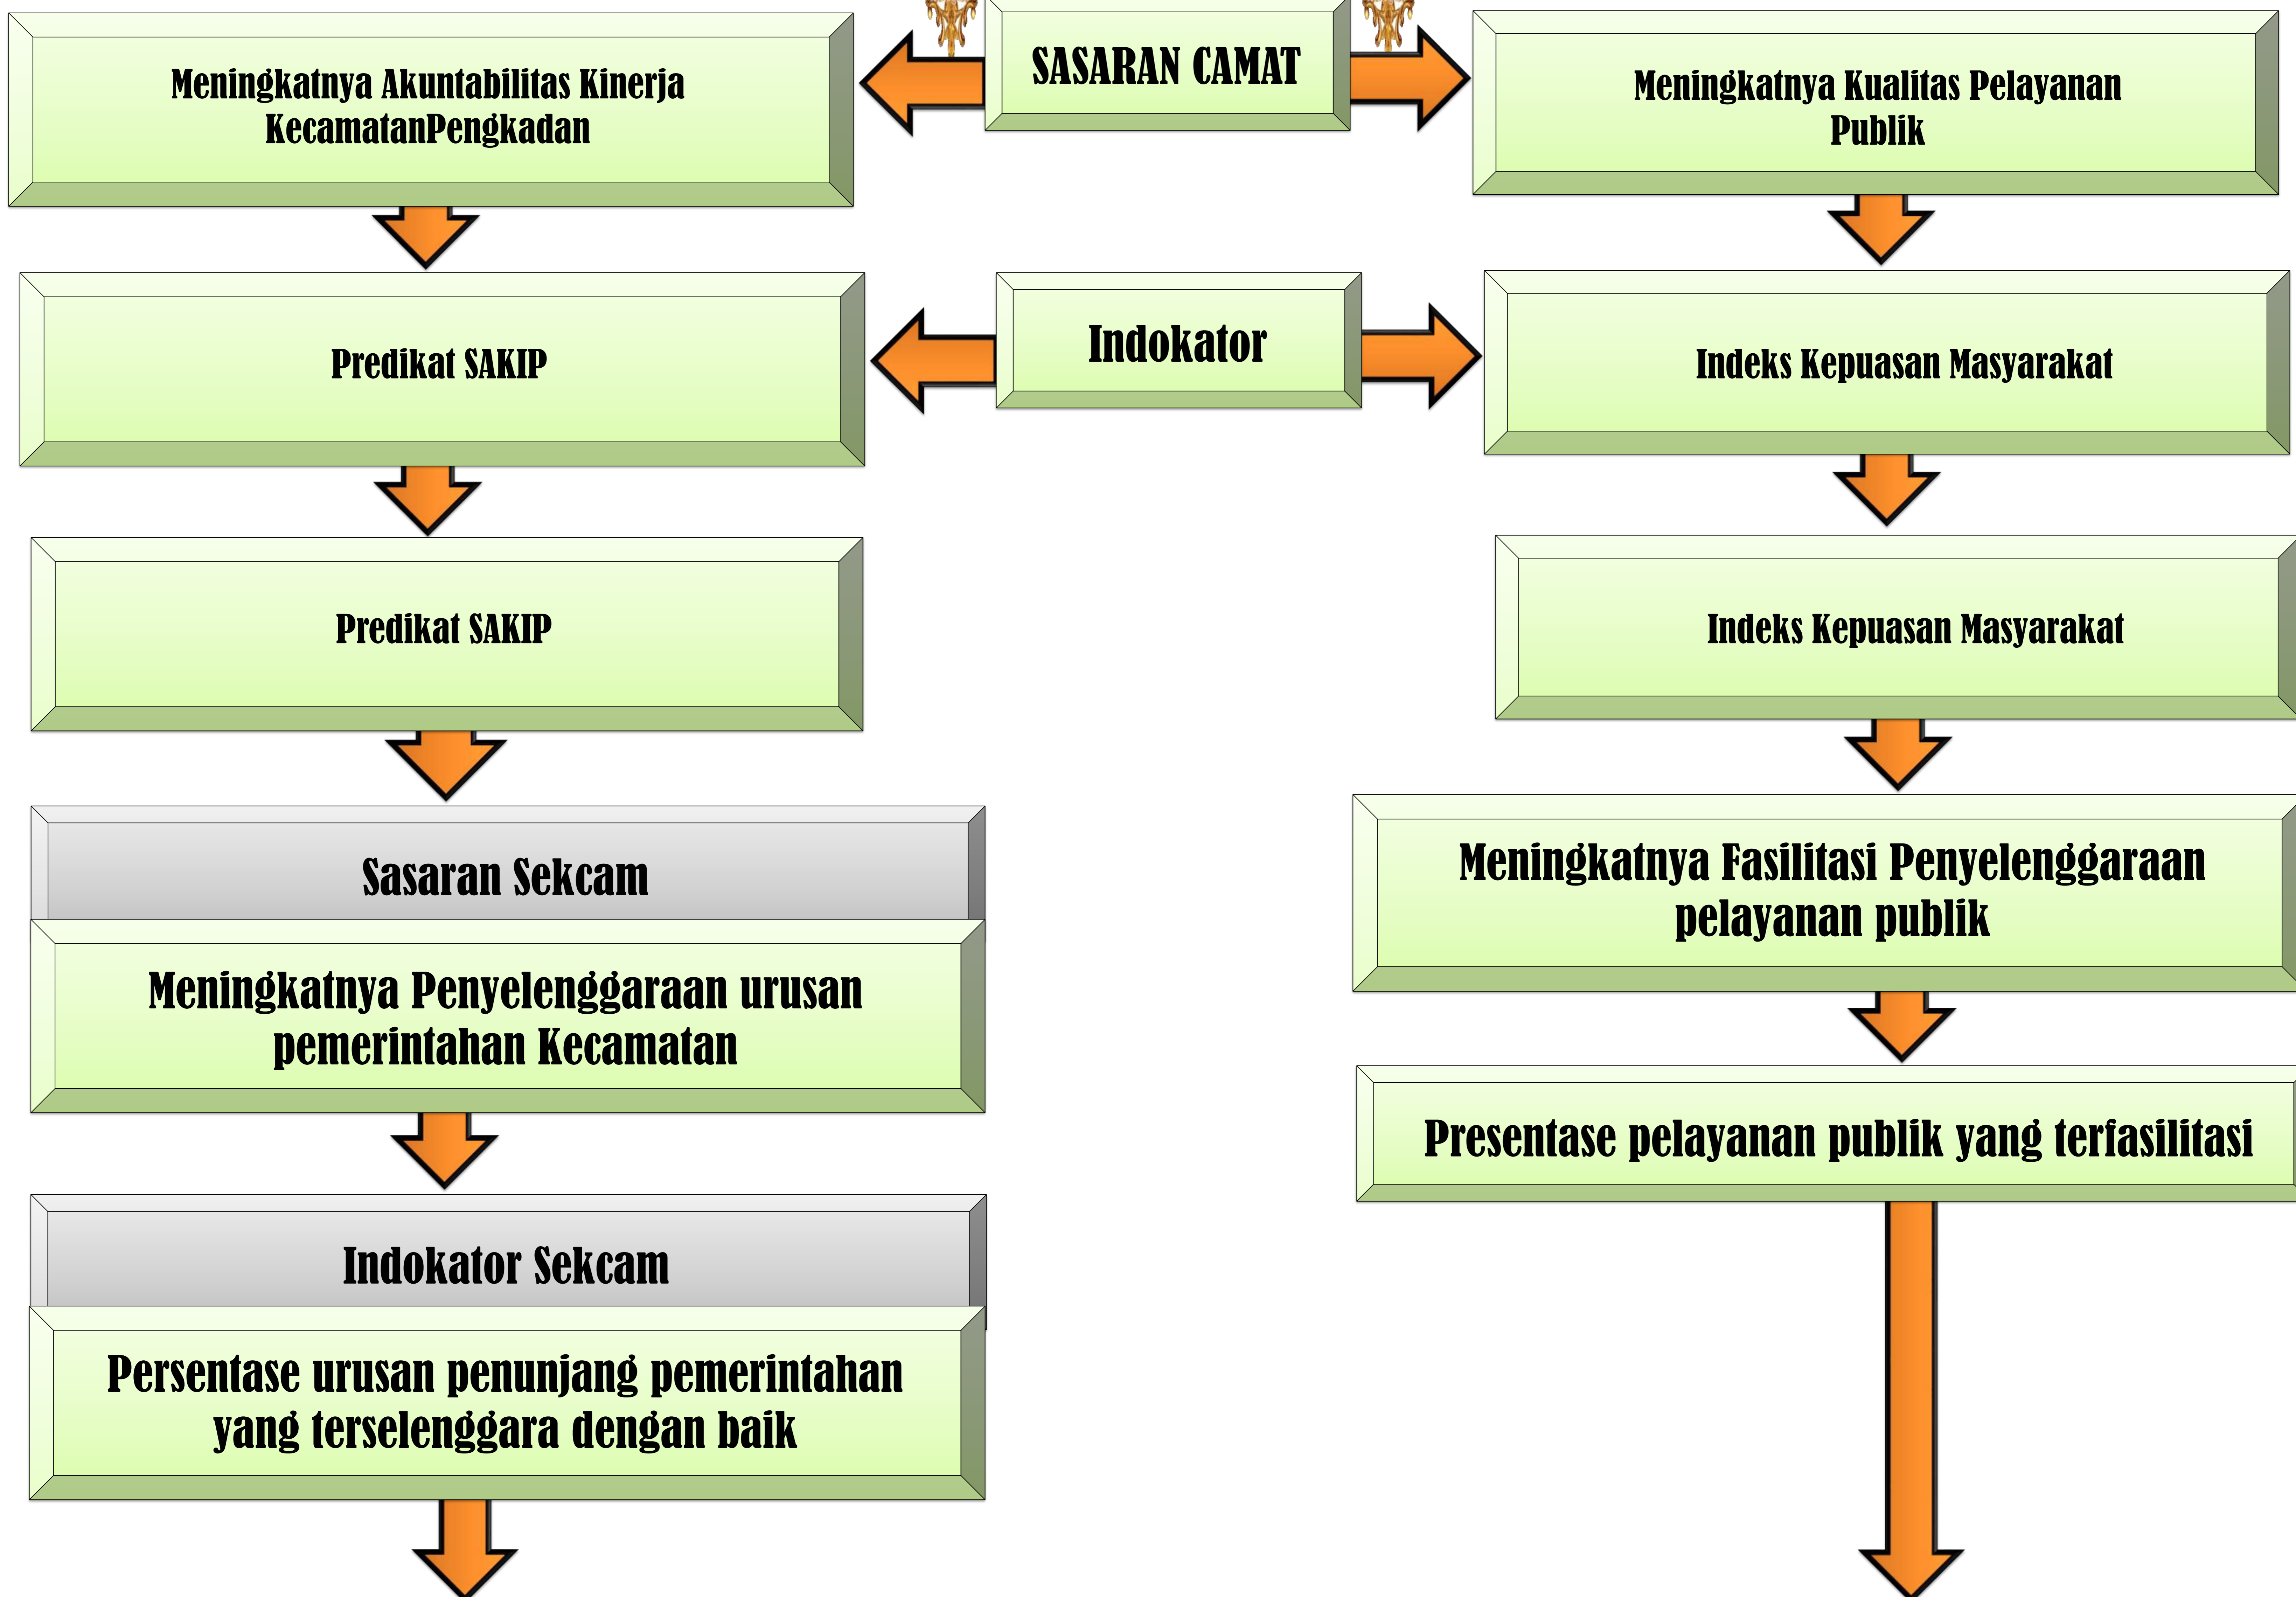 SASARAN CAMAT
Meningkatnya Akuntabilitas Kinerja
KecamatanPengkadan
Meningkatnya Kualitas Pelayanan
Publik
Predikat SAKIP
Indokator
Indeks Kepuasan Masyarakat
Predikat SAKIP
Indeks Kepuasan Masyarakat
Sasaran Sekcam
Meningkatnya Penyelenggaraan urusan
pemerintahan Kecamatan
Meningkatnya Fasilitasi Penyelenggaraan
pelayanan publik
Presentase pelayanan publik yang terfasilitasi
Indokator Sekcam
Persentase urusan penunjang pemerintahan
yang terselenggara dengan baik